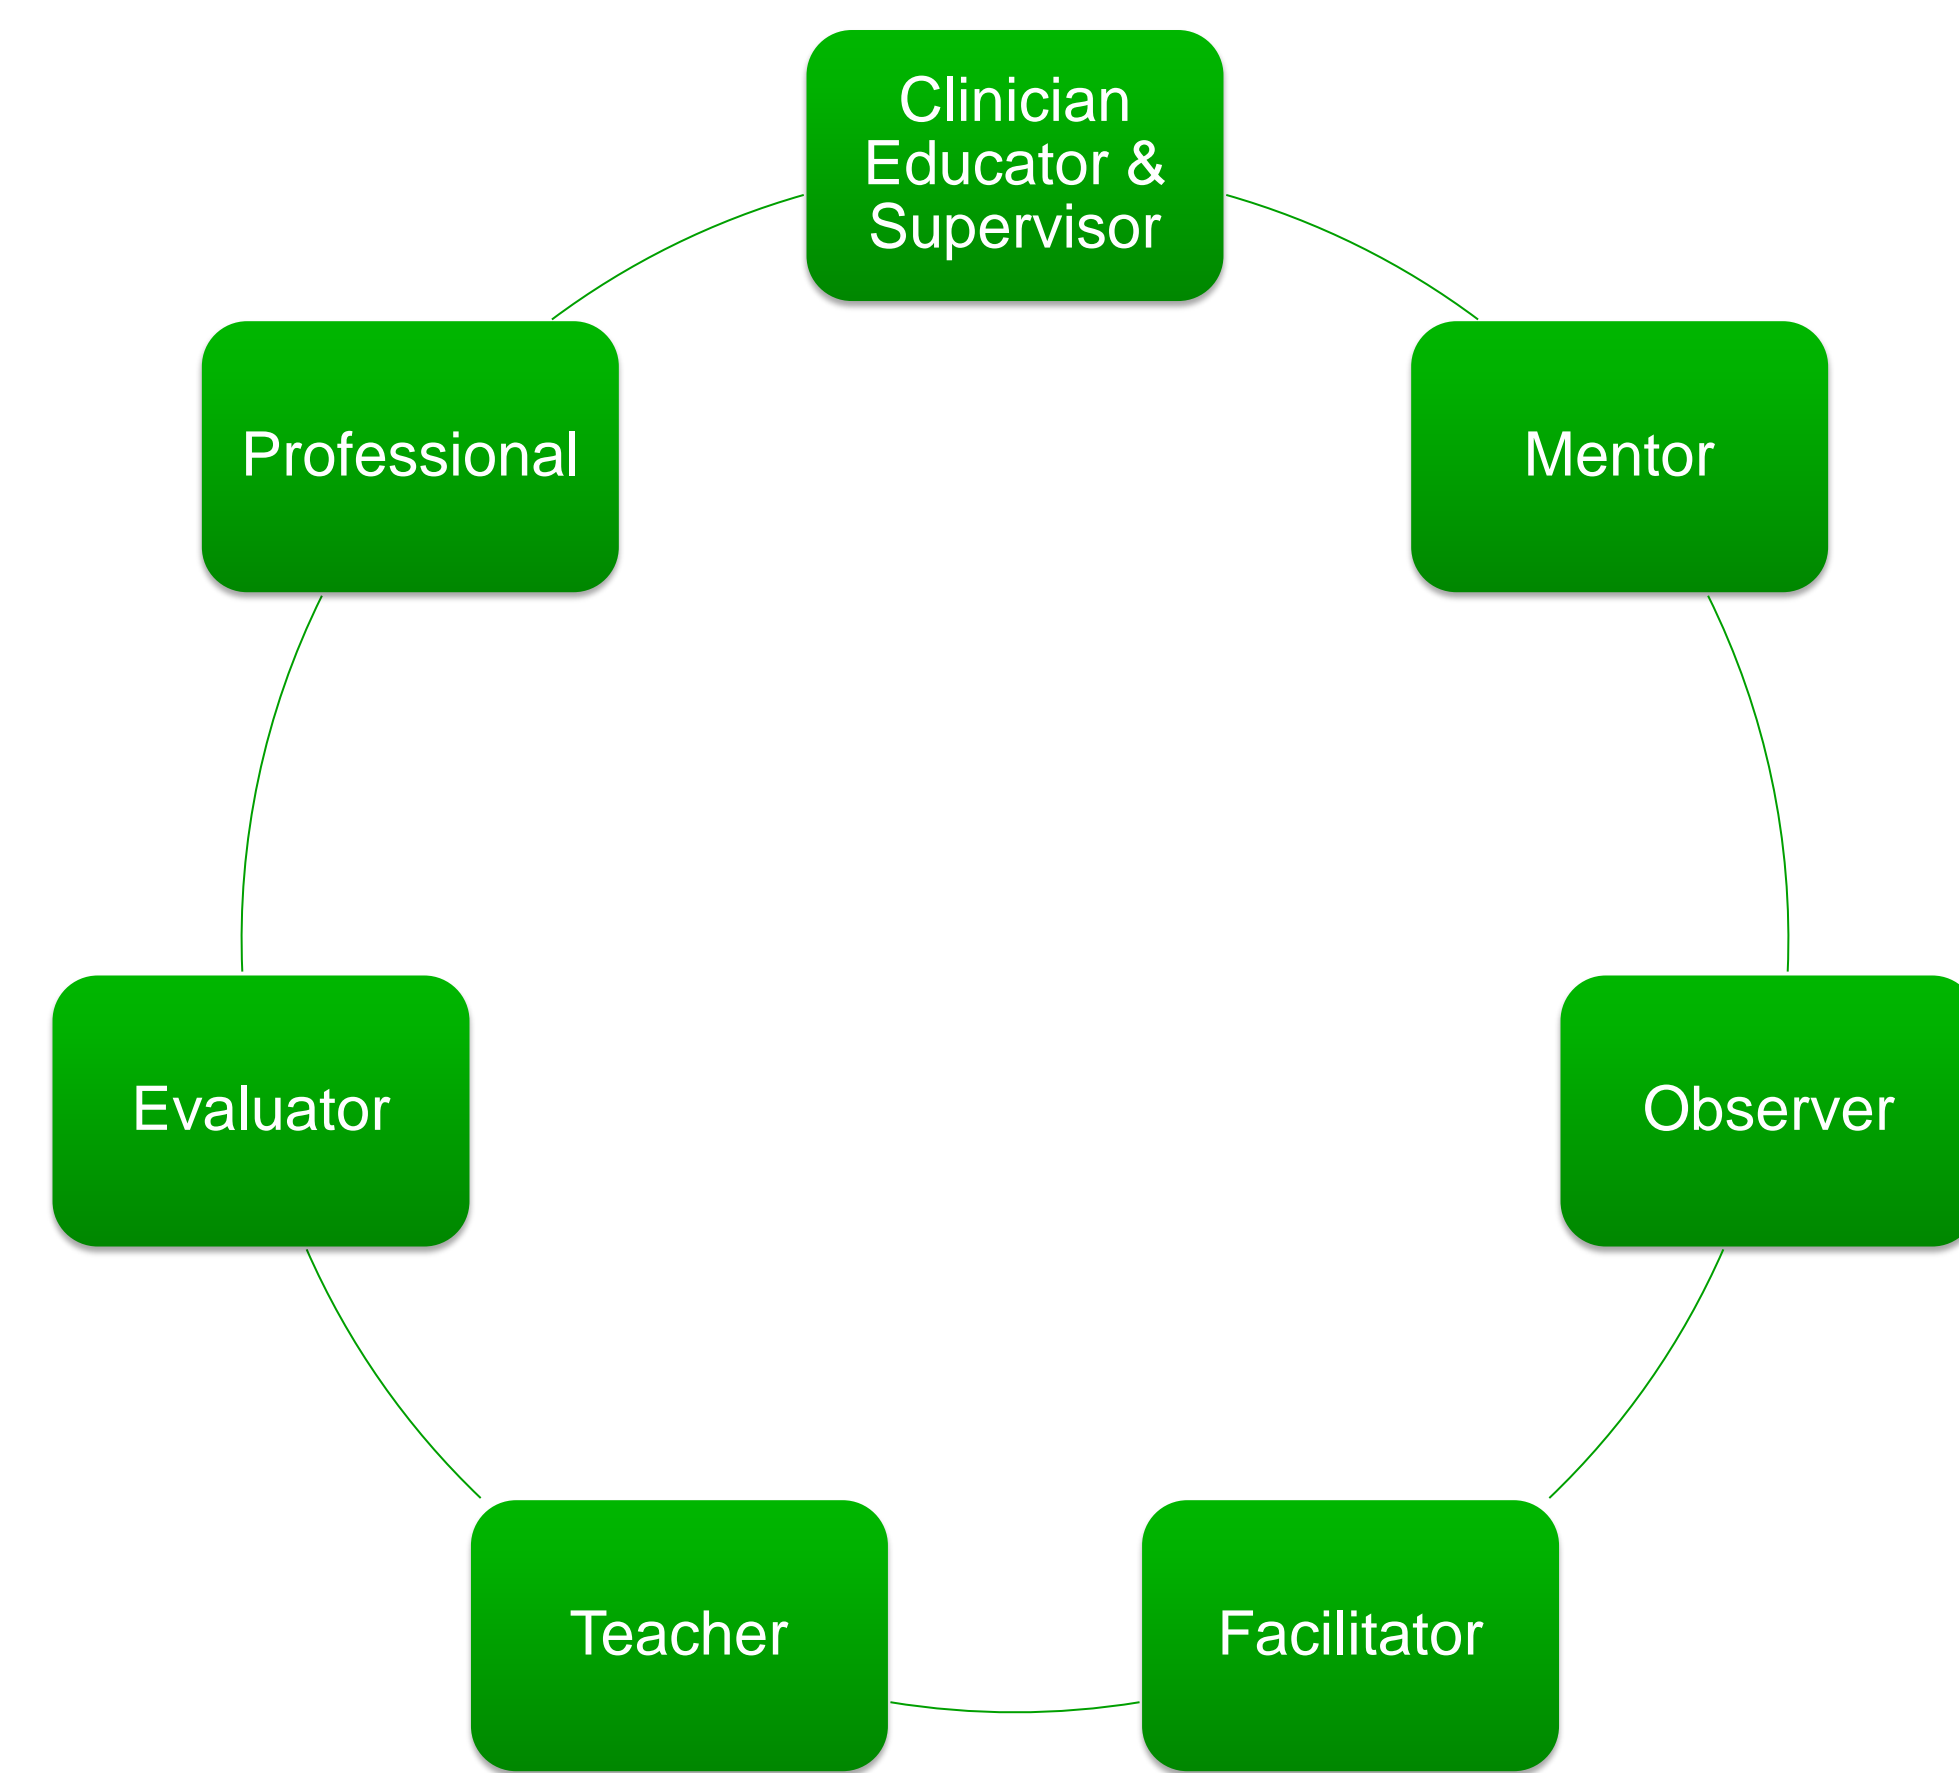 Clinician
Educator &
Supervisor
Professional
Mentor
Evaluator
Observer
Teacher
Facilitator